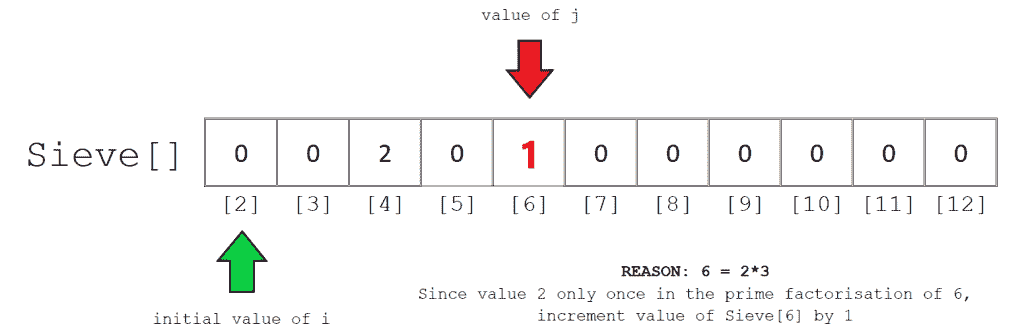 value of j
Sieve[] 0 0 2 0 1 0 0 0 0 0 0
[2] [3] [4] [5] [6] [7] [8] [9] [10] [11] [12]
REASON: 6 = 2*3
Since value 2 only once in the prime factorisation of 6,
increment value of Sieve[6] by 1
initial value of i